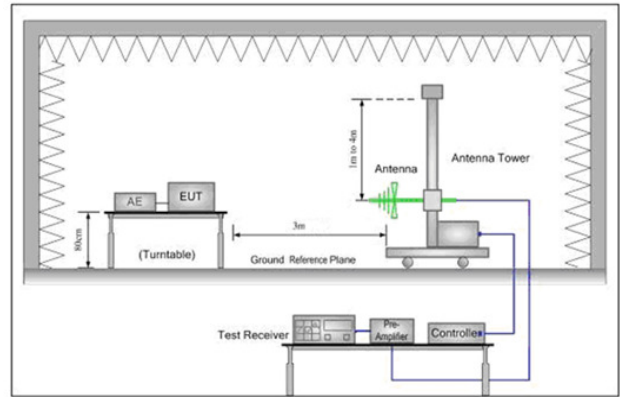 1m to 4m
Antenna
Antenna Tower
AE
EUT
80cm
(Turntable)
3m
Ground Reference Plane
Test Receiver
Pre-
Amplifier
Controller